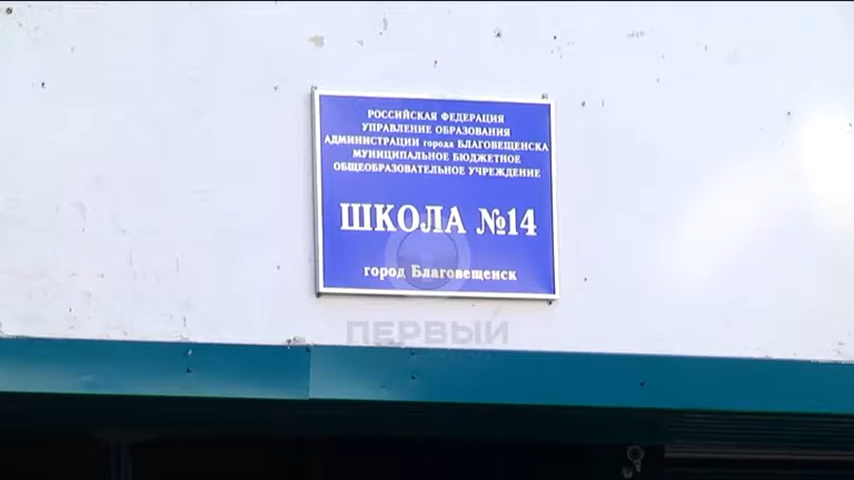 РОССИЙСКАЯ ФЕДЕРАЦИЯ
УПРАВЛЕНИЕ ОБРАЗОВАНИЯ
АДМИНИСТРАЦИИ города БЛАГОВЕЩЕНСКА
МУНИЦИПАЛЬНОЕ БЮДЖЕТНОЕ
ОБЩЕОБРАЗОВАТЕЛЬНОЕ УЧРЕЖДЕНИЕ
ШКОЛА №14
город Благовещенск
ПЕРВЫЙ